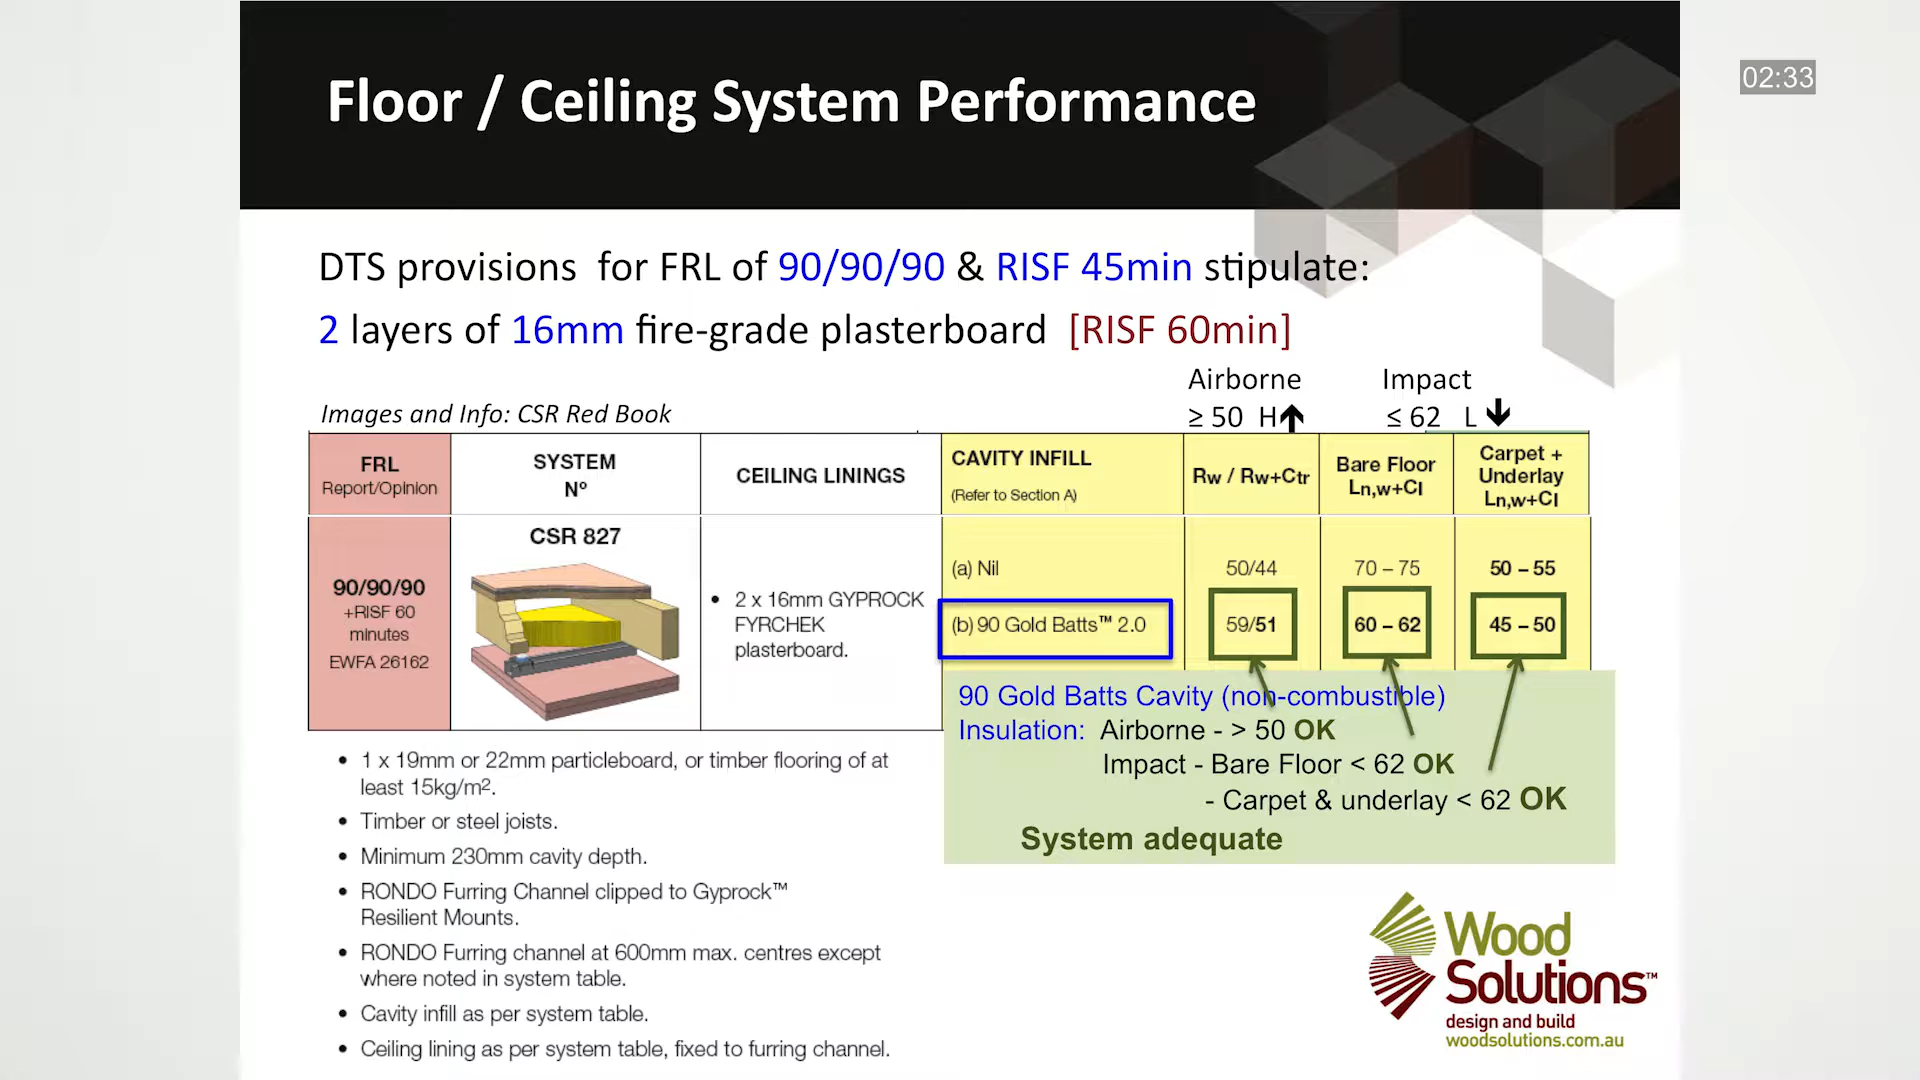 Floor / Ceiling System Performance
02:33
DTS provisions for FRL of 90/90/90 & RISF 45min stipulate:
2 layers of 16mm fire-grade plasterboard [RISF 60min]
Airborne Impact
≥ 50 H ≤ 62 L
Images and Info: CSR Red Book
FRL
Report/Opinion
SYSTEM
Nº
CEILING LININGS
CAVITY INFILL
(Refer to Section A)
Rw / Rw+Ctr
Bare Floor
Ln,w+CI
Carpet +
Underlay
Ln,w+CI
90/90/90
+RISF 60
minutes
EWFA 26162
CSR 827
• 2 x 16mm GYPROCK
FYRCHEK
plasterboard.
(a) Nil 50/44 70 – 75 50 – 55
(b) 90 Gold Batts™ 2.0 59/51 60 – 62 45 – 50
90 Gold Batts Cavity (non-combustible)
Insulation: Airborne - > 50 OK
Impact - Bare Floor < 62 OK
- Carpet & underlay < 62 OK
System adequate
• 1 x 19mm or 22mm particleboard, or timber flooring of at
least 15kg/m².
• Timber or steel joists.
• Minimum 230mm cavity depth.
• RONDO Furring Channel clipped to Gyprock™
Resilient Mounts.
• RONDO Furring channel at 600mm max. centres except
where noted in system table.
• Cavity infill as per system table.
• Ceiling lining as per system table, fixed to furring channel.
Wood
Solutions™
design and build
woodsolutions.com.au